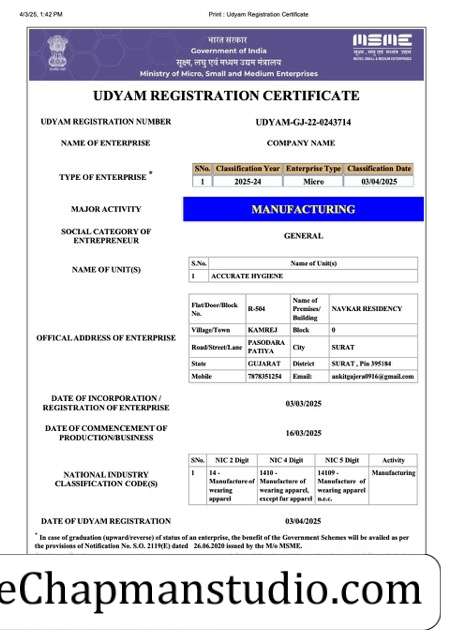 4/3/25, 1:42 PM Print : Udyam Registration Certificate
भारत सरकार
Government of India
सूक्ष्म, लघु एवं मध्यम उद्यम मंत्रालय
Ministry of Micro, Small and Medium Enterprises
MSME
MICRO, SMALL & MEDIUM ENTERPRISES
UDYAM REGISTRATION CERTIFICATE
UDYAM REGISTRATION NUMBER UDYAM-GJ-22-0243714
NAME OF ENTERPRISE COMPANY NAME
TYPE OF ENTERPRISE *
SNo. Classification Year Enterprise Type Classification Date
1 2025-24 Micro 03/04/2025
MAJOR ACTIVITY MANUFACTURING
SOCIAL CATEGORY OF
ENTREPRENEUR
GENERAL
NAME OF UNIT(S)
S.No. Name of Unit(s)
1 ACCURATE HYGIENE
OFFICAL ADDRESS OF ENTERPRISE
Flat/Door/Block
No.
R-504
Name of
Premises/
Building
NAVKAR RESIDENCY
Village/Town KAMREJ Block 0
Road/Street/Lane
PASODARA
PATIYA
City SURAT
State GUJARAT District SURAT , Pin 395184
Mobile 7878351254 Email: ankitgajera0916@gmail.com
DATE OF INCORPORATION /
REGISTRATION OF ENTERPRISE
03/03/2025
DATE OF COMMENCEMENT OF
PRODUCTION/BUSINESS
16/03/2025
NATIONAL INDUSTRY
CLASSIFICATION CODE(S)
SNo. NIC 2 Digit NIC 4 Digit NIC 5 Digit Activity
1
14 -
Manufacture of
wearing
apparel
1410 -
Manufacture of
wearing apparel,
except fur apparel
14109 -
Manufacture of
wearing apparel
n.e.c.
Manufacturing
DATE OF UDYAM REGISTRATION 03/04/2025
* In case of graduation (upward/reverse) of status of an enterprise, the benefit of the Government Schemes will be availed as per
the provisions of Notification No. S.O. 2119(E) dated 26.06.2020 issued by the M/o MSME.
eChapmanstudio.com